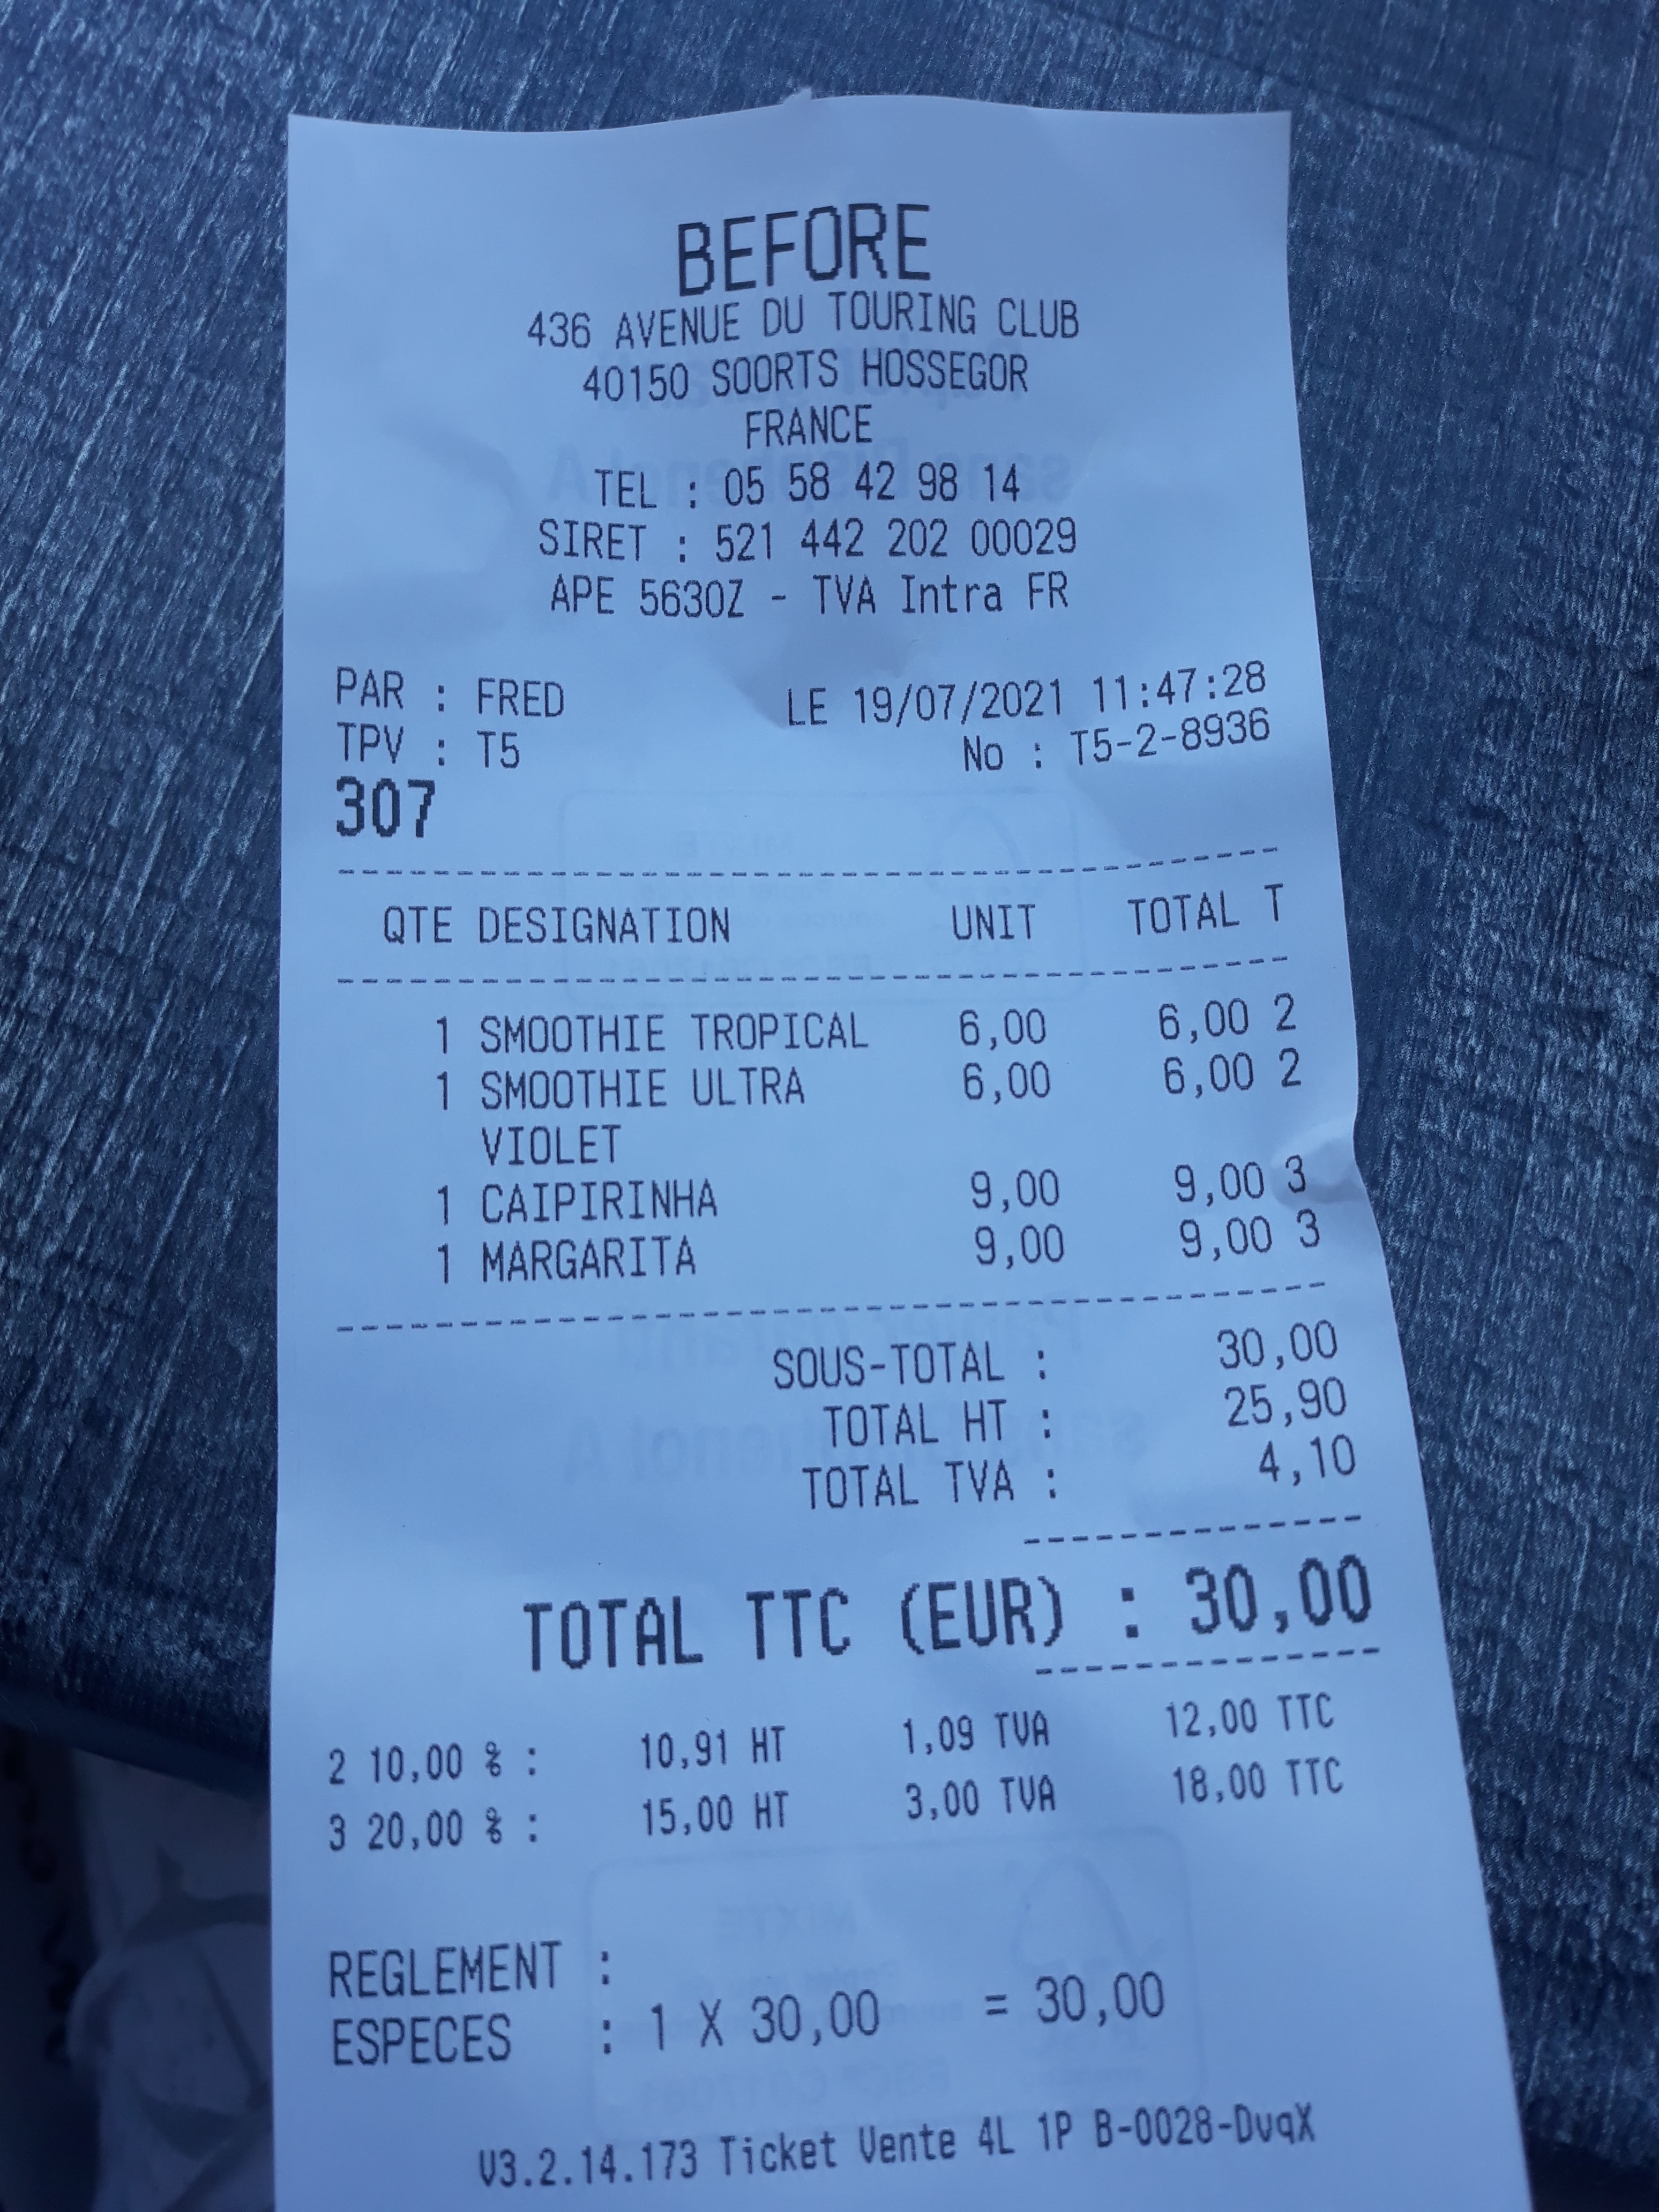 BEFORE
436 AVENUE DU TOURING CLUB
40150 SOORTS HOSSEGOR
FRANCE
TEL : 05 58 42 98 14
SIRET : 521 442 202 00029
APE 5630Z - TVA Intra FR
PAR : FRED LE 19/07/2021 11:47:28
TPV : T5 No : T5-2-8936
307
QTE DESIGNATION UNIT TOTAL T
1 SMOOTHIE TROPICAL 6,00 6,00 2
1 SMOOTHIE ULTRA 6,00 6,00 2
VIOLET
1 CAIPIRINHA 9,00 9,00 3
1 MARGARITA 9,00 9,00 3
SOUS-TOTAL : 30,00
TOTAL HT : 25,90
TOTAL TVA : 4,10
TOTAL TTC (EUR) : 30,00
2 10,00 % : 10,91 HT 1,09 TVA 12,00 TTC
3 20,00 % : 15,00 HT 3,00 TVA 18,00 TTC
REGLEMENT :
ESPECES : 1 X 30,00 = 30,00
V3.2.14.173 Ticket Vente 4L 1P B-0028-DvqX